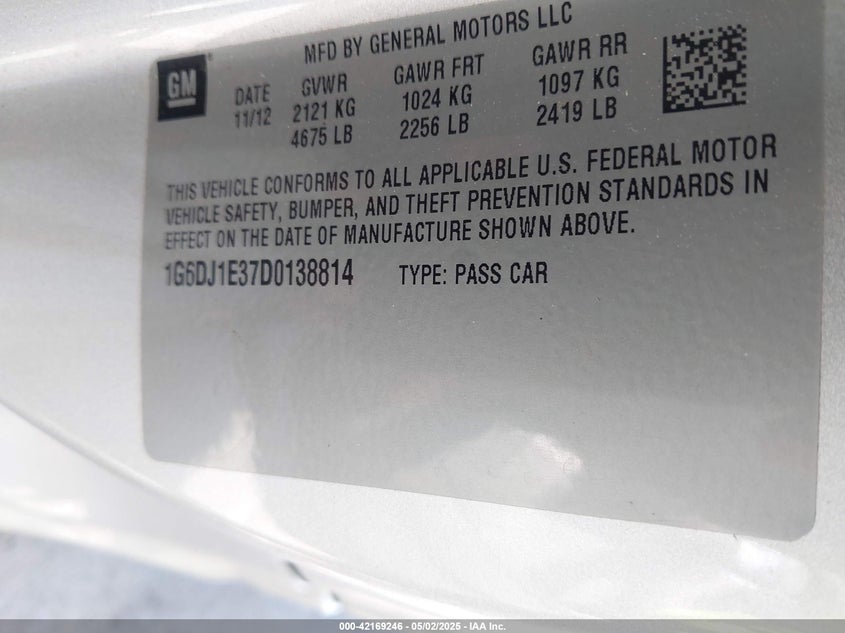 MFD BY GENERAL MOTORS LLC
GM
DATE GVWR GAWR FRT GAWR RR
11/12 2121 KG 1024 KG 1097 KG
4675 LB 2256 LB 2419 LB
THIS VEHICLE CONFORMS TO ALL APPLICABLE U.S. FEDERAL MOTOR
VEHICLE SAFETY, BUMPER, AND THEFT PREVENTION STANDARDS IN
EFFECT ON THE DATE OF MANUFACTURE SHOWN ABOVE.
1G6DJ1E37D0138814 TYPE: PASS CAR
000-42169246 - 05/02/2025 - IAA Inc.